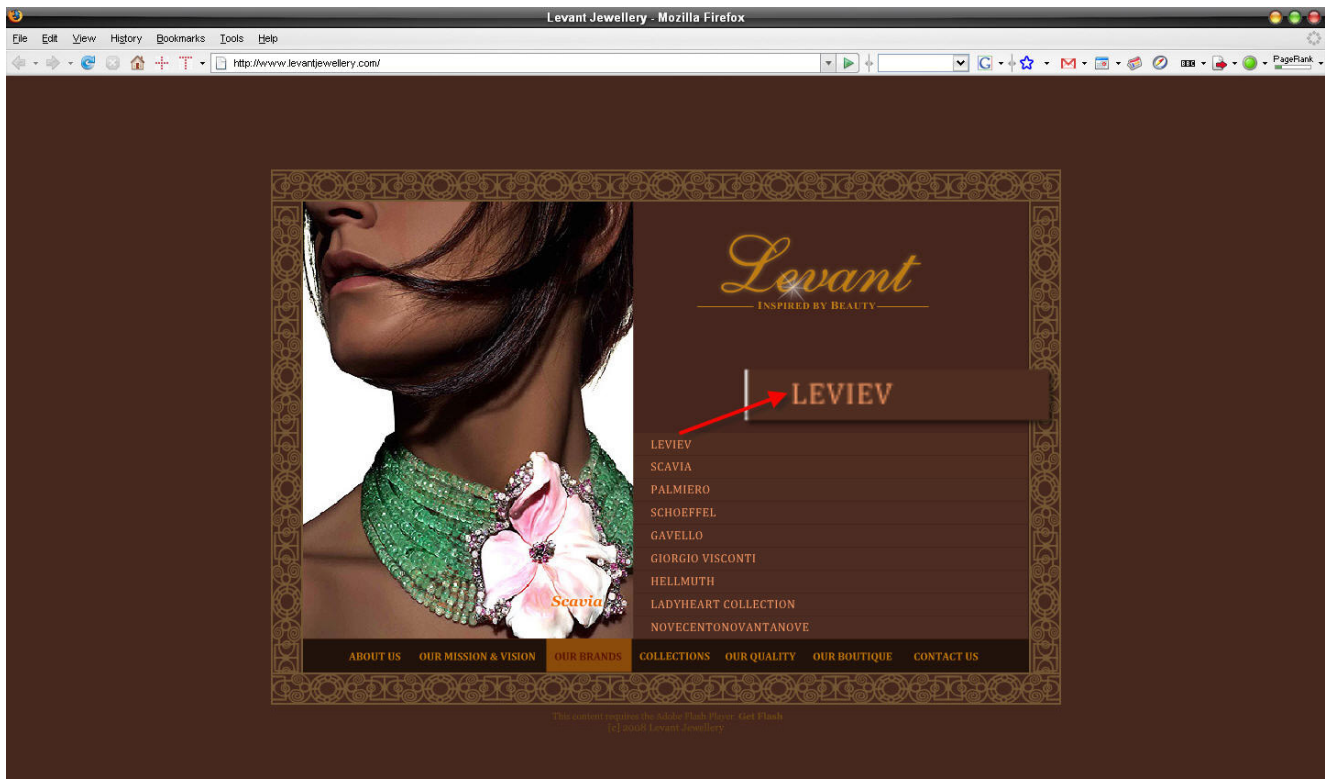 Levant Jewellery - Mozilla Firefox
File Edit View History Bookmarks Tools Help
http://www.levantjewellery.com/
PageRank
Levant
INSPIRED BY BEAUTY
LEVIEV
LEVIEV
SCAVIA
PALMIERO
SCHOEFFEL
GAVELLO
GIORGIO VISCONTI
HELLMUTH
LADYHEART COLLECTION
NOVECENTONOVANTANOVE
Scavia
ABOUT US OUR MISSION & VISION OUR BRANDS COLLECTIONS OUR QUALITY OUR BOUTIQUE CONTACT US
This content requires the Adobe Flash Player. Get Flash
[c] 2008 Levant Jewellery